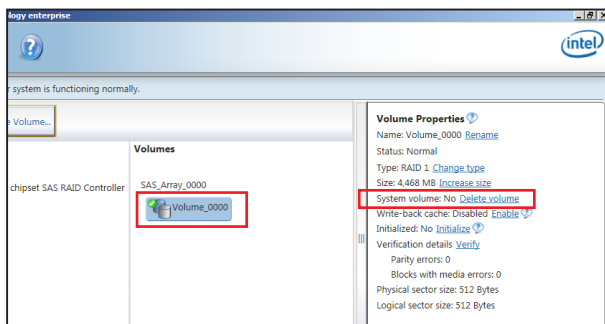 ology enterprise
intel
r system is functioning normally.
e Volume...
Volumes
chipset SAS RAID Controller
SAS_Array_0000
Volume_0000
Volume Properties
Name: Volume_0000 Rename
Status: Normal
Type: RAID 1 Change type
Size: 4,468 MB Increase size
System volume: No Delete volume
Write-back cache: Disabled Enable
Initialized: No Initialize
Verification details Verify
Parity errors: 0
Blocks with media errors: 0
Physical sector size: 512 Bytes
Logical sector size: 512 Bytes